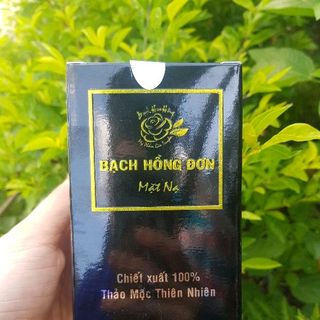 BẠCH HỒNG ĐƠN
Mặt Nạ
Chiết xuất 100%
Thảo Mộc Thiên Nhiên